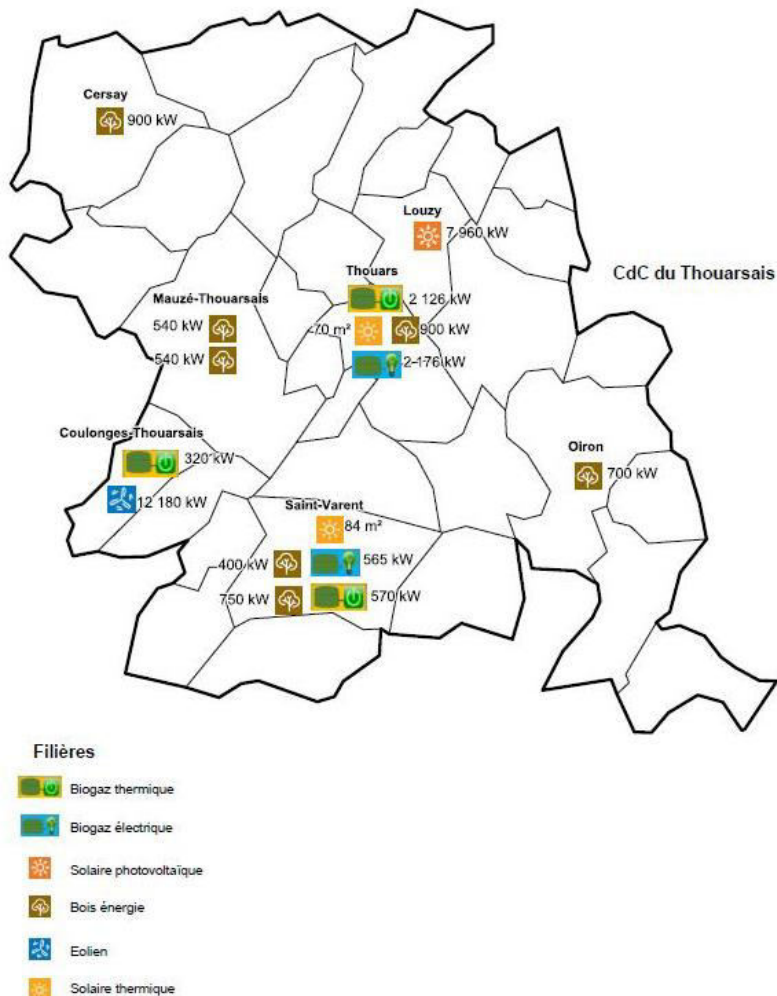 Cersay
900 kW
Louzy
7 960 kW
CdC du Thouarsais
Thouars
2 126 kW
Mauzé-Thouarsais
540 kW
70 m²
900 kW
540 kW
2 176 kW
Coulonges-Thouarsais
320 kW
Oiron
700 kW
12 180 kW
Saint-Varent
84 m²
400 kW
565 kW
750 kW
570 kW
Filières
Biogaz thermique
Biogaz électrique
Solaire photovoltaïque
Bois énergie
Eolien
Solaire thermique